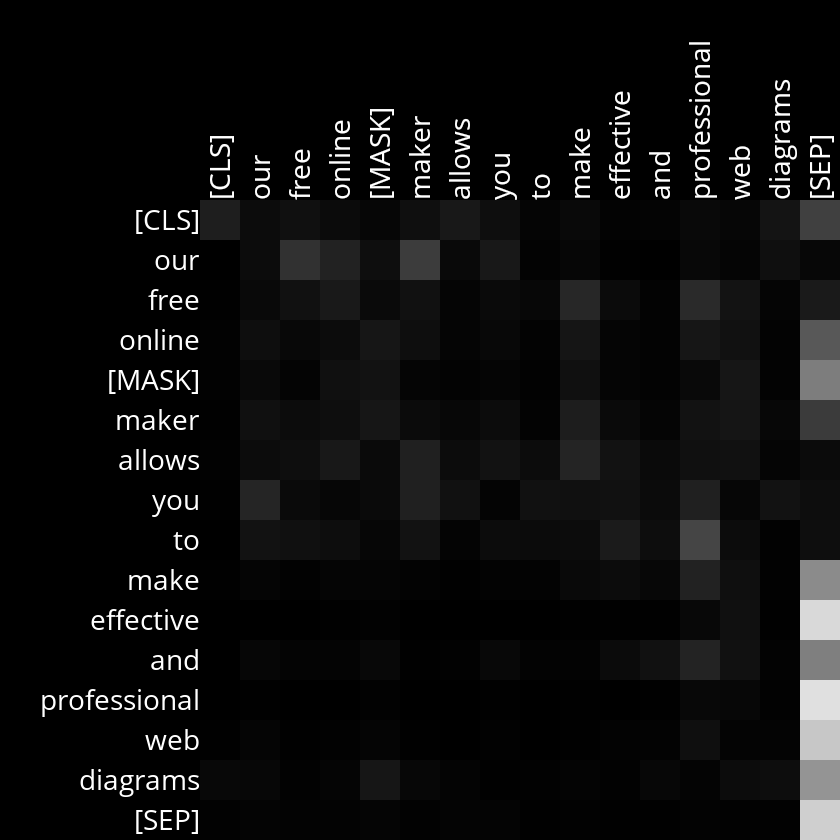 [CLS] our free online [MASK] maker allows you to make effective and professional web diagrams [SEP]
[CLS]
our
free
online
[MASK]
maker
allows
you
to
make
effective
and
professional
web
diagrams
[SEP]